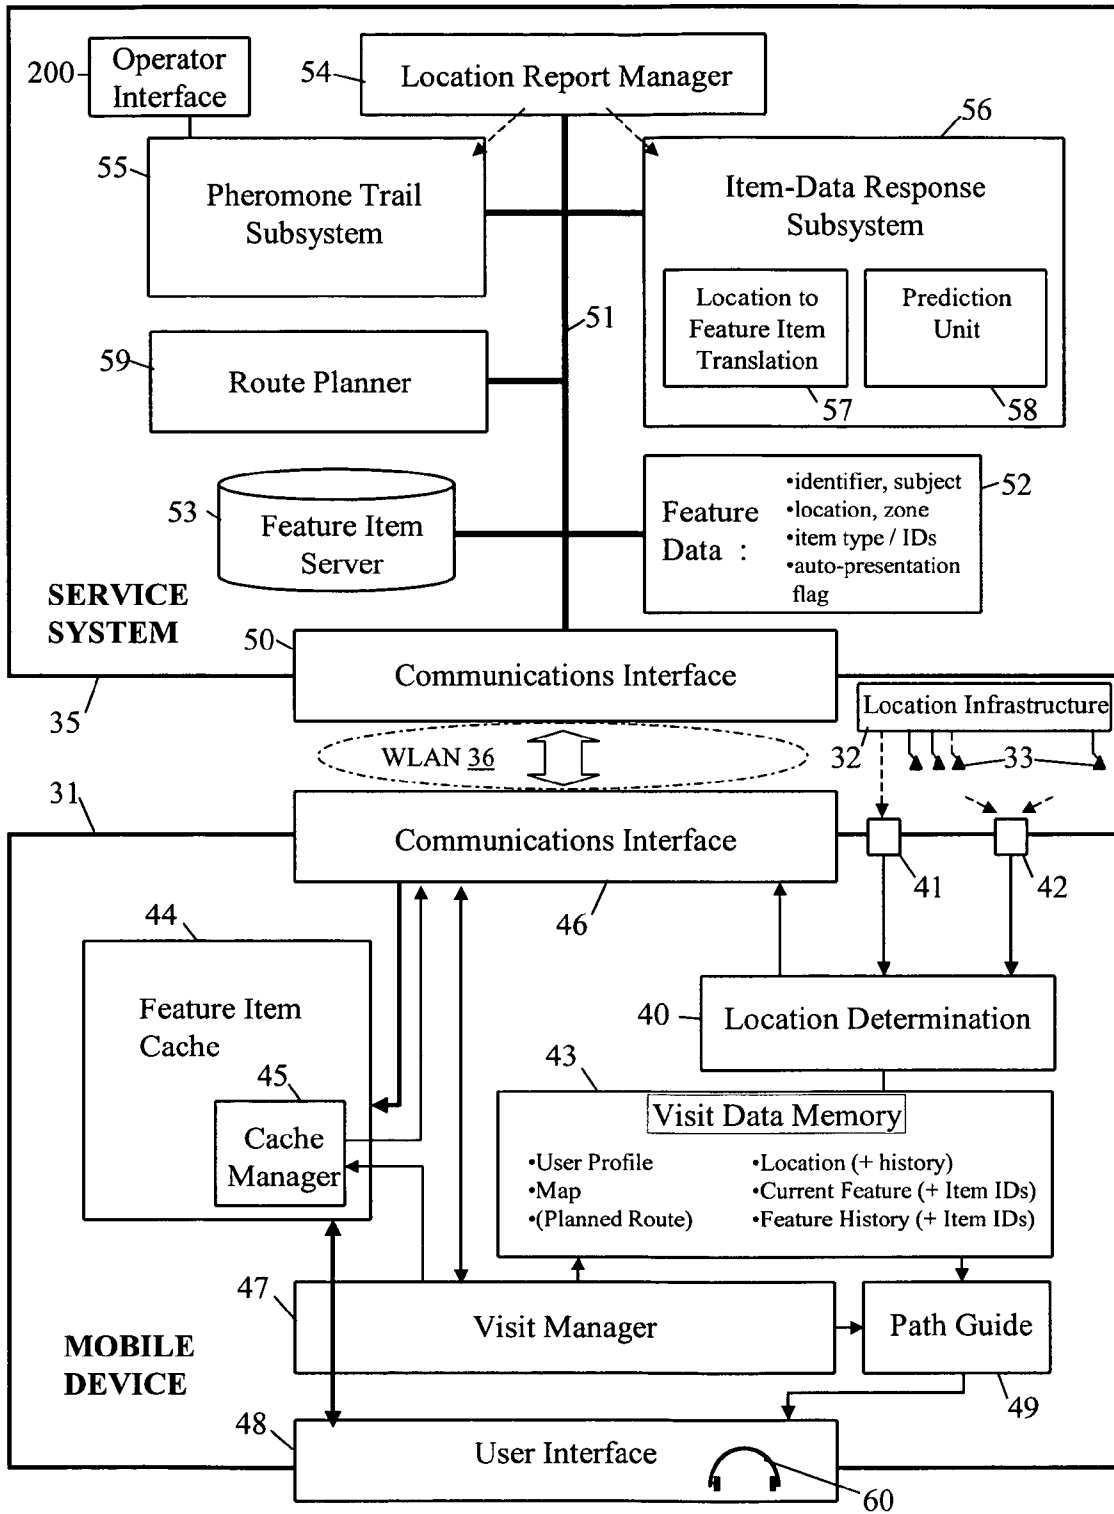 200
Operator
Interface
54
Location Report Manager
55
Pheromone Trail
Subsystem
56
Item-Data Response
Subsystem
Location to
Feature Item
Translation
57
Prediction
Unit
58
51
59
Route Planner
53
Feature Item
Server
Feature
Data :
•identifier, subject
•location, zone
•item type / IDs
•auto-presentation
flag
52
SERVICE
SYSTEM
50
Communications Interface
35
Location Infrastructure
32
33
WLAN 36
31
Communications Interface
41
42
46
44
Feature Item
Cache
45
Cache
Manager
40
Location Determination
43
Visit Data Memory
•User Profile
•Map
•(Planned Route)
•Location (+ history)
•Current Feature (+ Item IDs)
•Feature History (+ Item IDs)
47
Visit Manager
Path Guide
49
MOBILE
DEVICE
48
User Interface
60